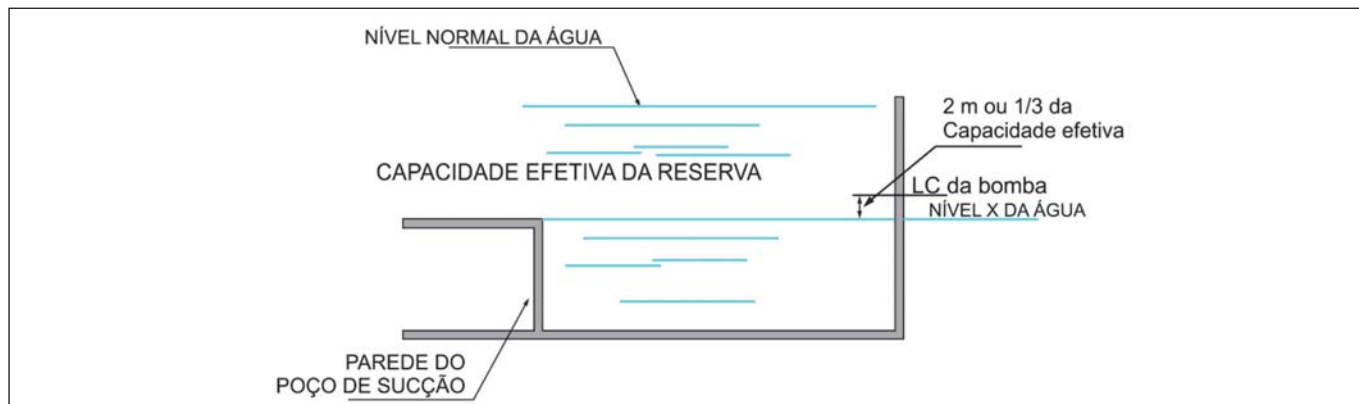 NÍVEL NORMAL DA ÁGUA
2 m ou 1/3 da
Capacidade efetiva
CAPACIDADE EFETIVA DA RESERVA
LC da bomba
NÍVEL X DA ÁGUA
PAREDE DO
POÇO DE SUCÇÃO